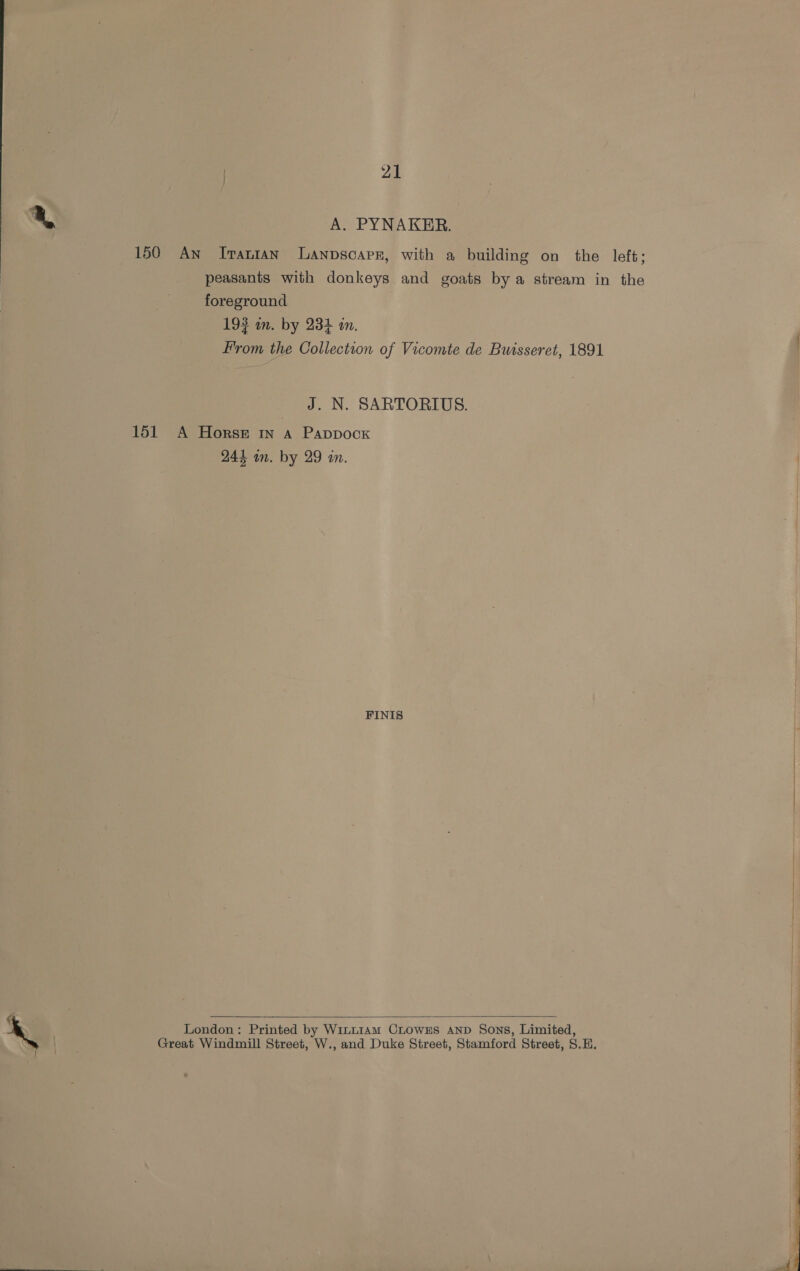 21
A. PYNAKER.
150 An Italian Landscape, with a building on the left;
peasants with donkeys and goats by a stream in the
foreground
19¾ in. by 23¼ in.
From the Collection of Vicomte de Buisseret, 1891
J. N. SARTORIUS.
151 A Horse in a Paddock
24½ in. by 29 in.
FINIS
London: Printed by William Clowes and Sons, Limited,
Great Windmill Street, W., and Duke Street, Stamford Street, S.E.